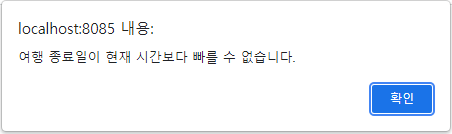 localhost:8085 내용:
여행 종료일이 현재 시간보다 빠를 수 없습니다.
확인